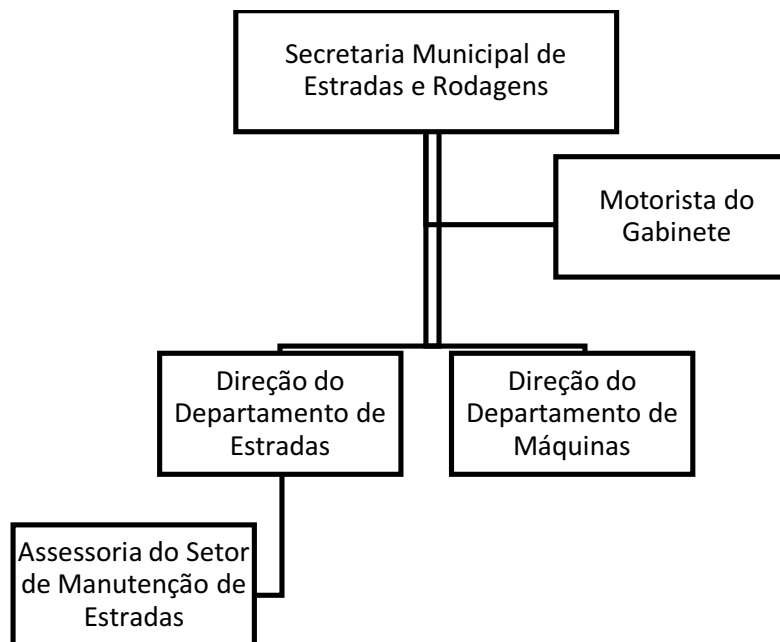 Secretaria Municipal de
Estradas e Rodagens
Motorista do
Gabinete
Direção do
Departamento de
Estradas
Direção do
Departamento de
Máquinas
Assessoria do Setor
de Manutenção de
Estradas